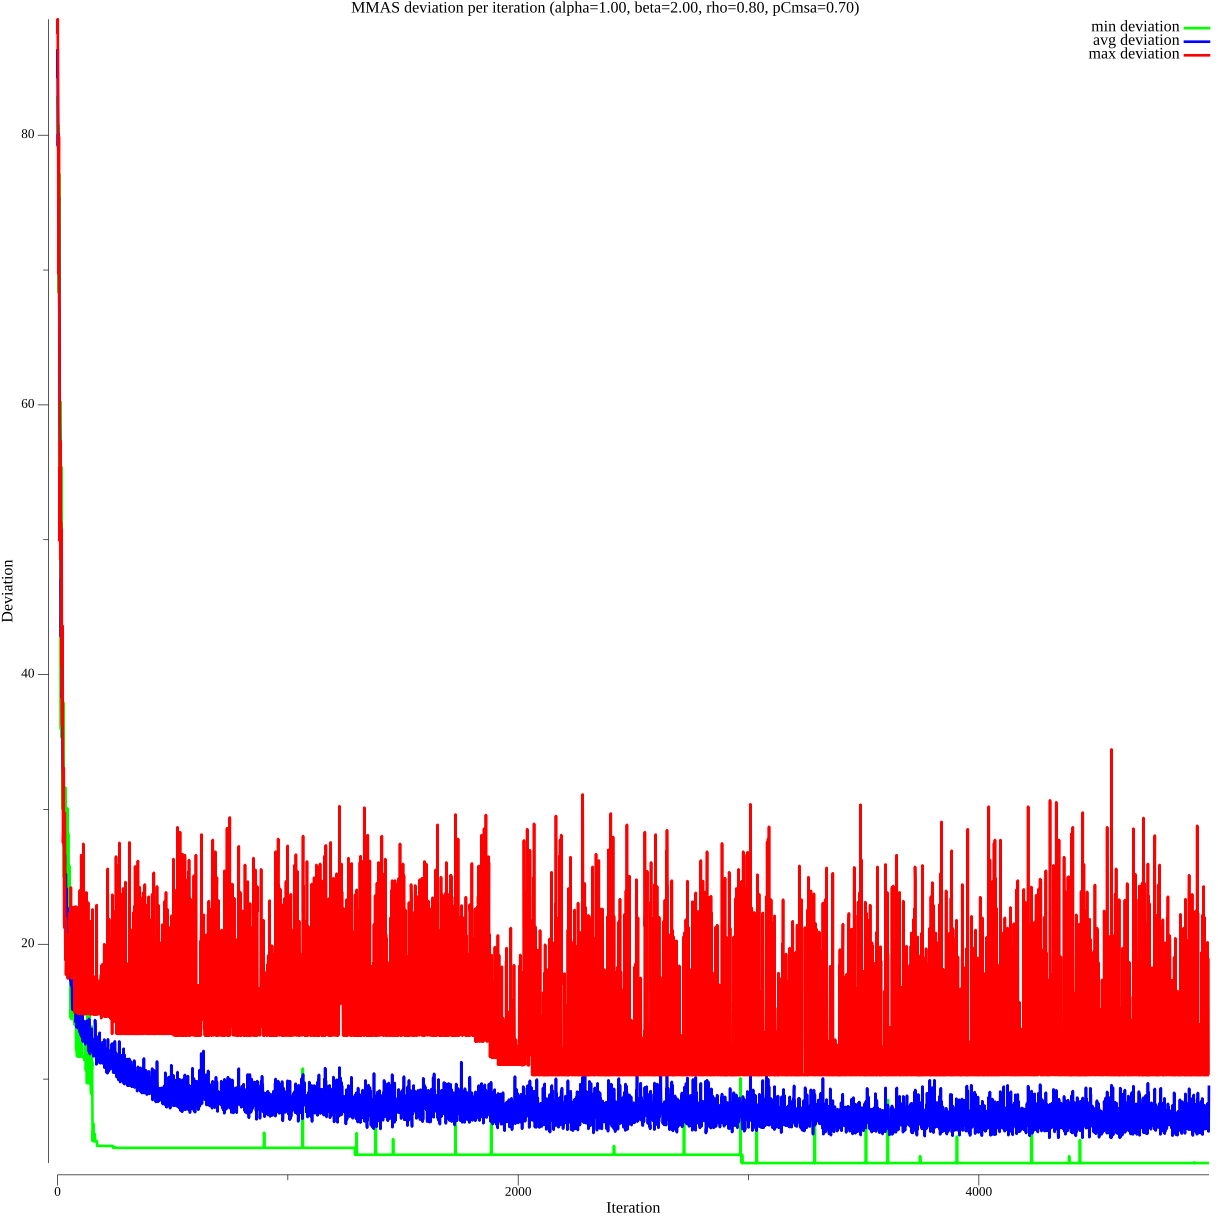 MMAS deviation per iteration (alpha=1.00, beta=2.00, rho=0.80, pCmsa=0.70)
min deviation
avg deviation
max deviation
80
60
40
20
Deviation
0
2000
4000
Iteration